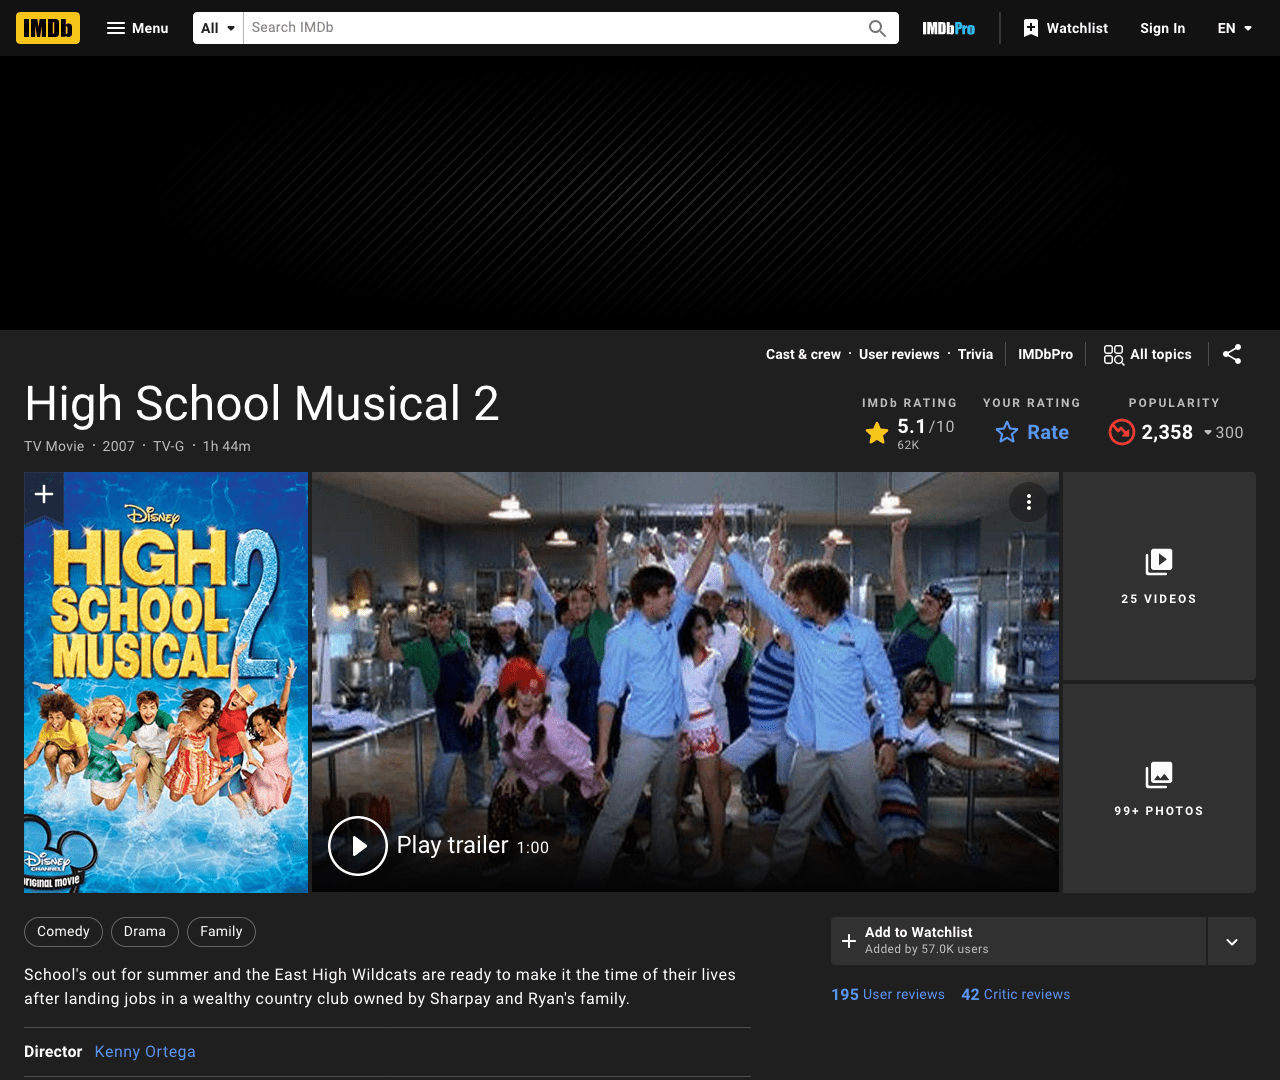 IMDb
Menu
All
Search IMDb
IMDbPro
Watchlist
Sign In
EN
Cast & crew · User reviews · Trivia
IMDbPro
All topics
High School Musical 2
TV Movie · 2007 · TV-G · 1h 44m
IMDb RATING
5.1/10
62K
YOUR RATING
Rate
POPULARITY
2,358
300
Disney
HIGH
SCHOOL
MUSICAL 2
Disney
CHANNEL
ORIGINAL MOVIE
Play trailer 1:00
25 VIDEOS
99+ PHOTOS
Comedy
Drama
Family
School's out for summer and the East High Wildcats are ready to make it the time of their lives
after landing jobs in a wealthy country club owned by Sharpay and Ryan's family.
Director Kenny Ortega
Add to Watchlist
Added by 57.0K users
195 User reviews
42 Critic reviews